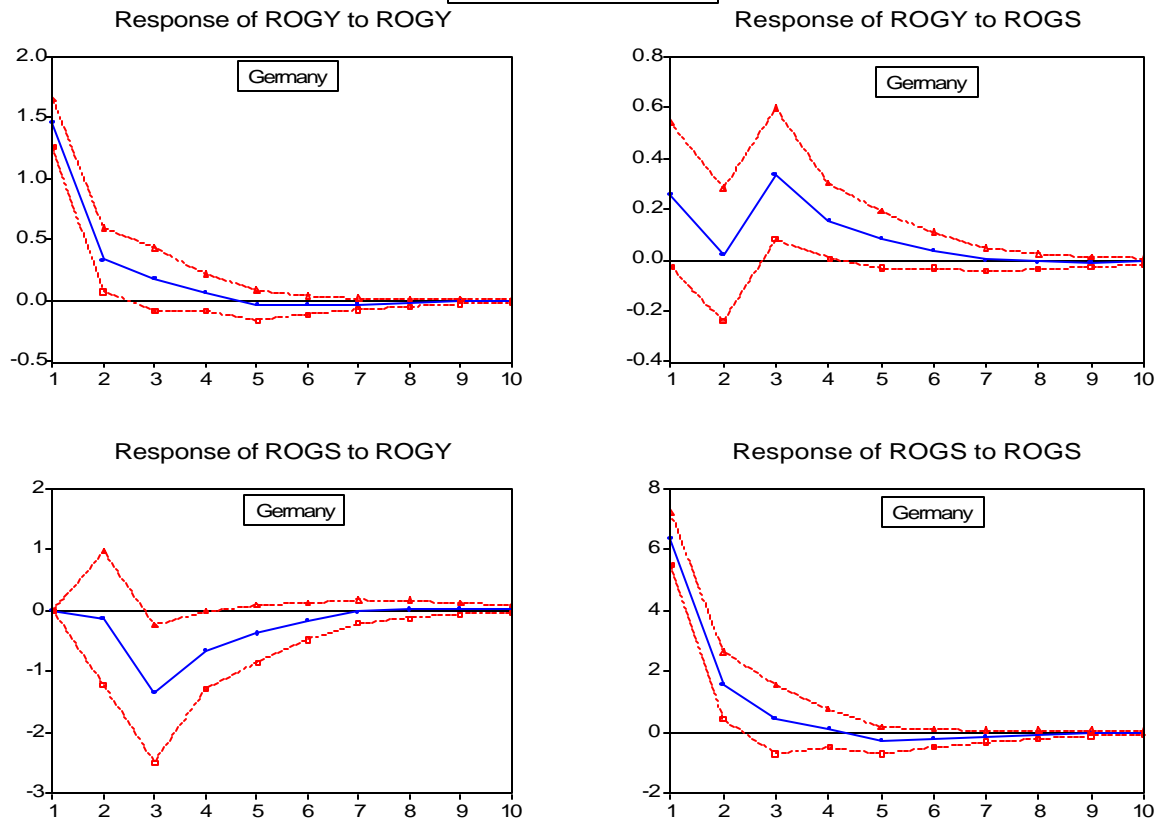 Response of ROGY to ROGY
2.0
1.5
1.0
0.5
0.0
-0.5
Germany
1 2 3 4 5 6 7 8 9 10
Response of ROGY to ROGS
0.8
0.6
0.4
0.2
0.0
-0.2
-0.4
Germany
1 2 3 4 5 6 7 8 9 10
Response of ROGS to ROGY
2
1
0
-1
-2
-3
Germany
1 2 3 4 5 6 7 8 9 10
Response of ROGS to ROGS
8
6
4
2
0
-2
Germany
1 2 3 4 5 6 7 8 9 10